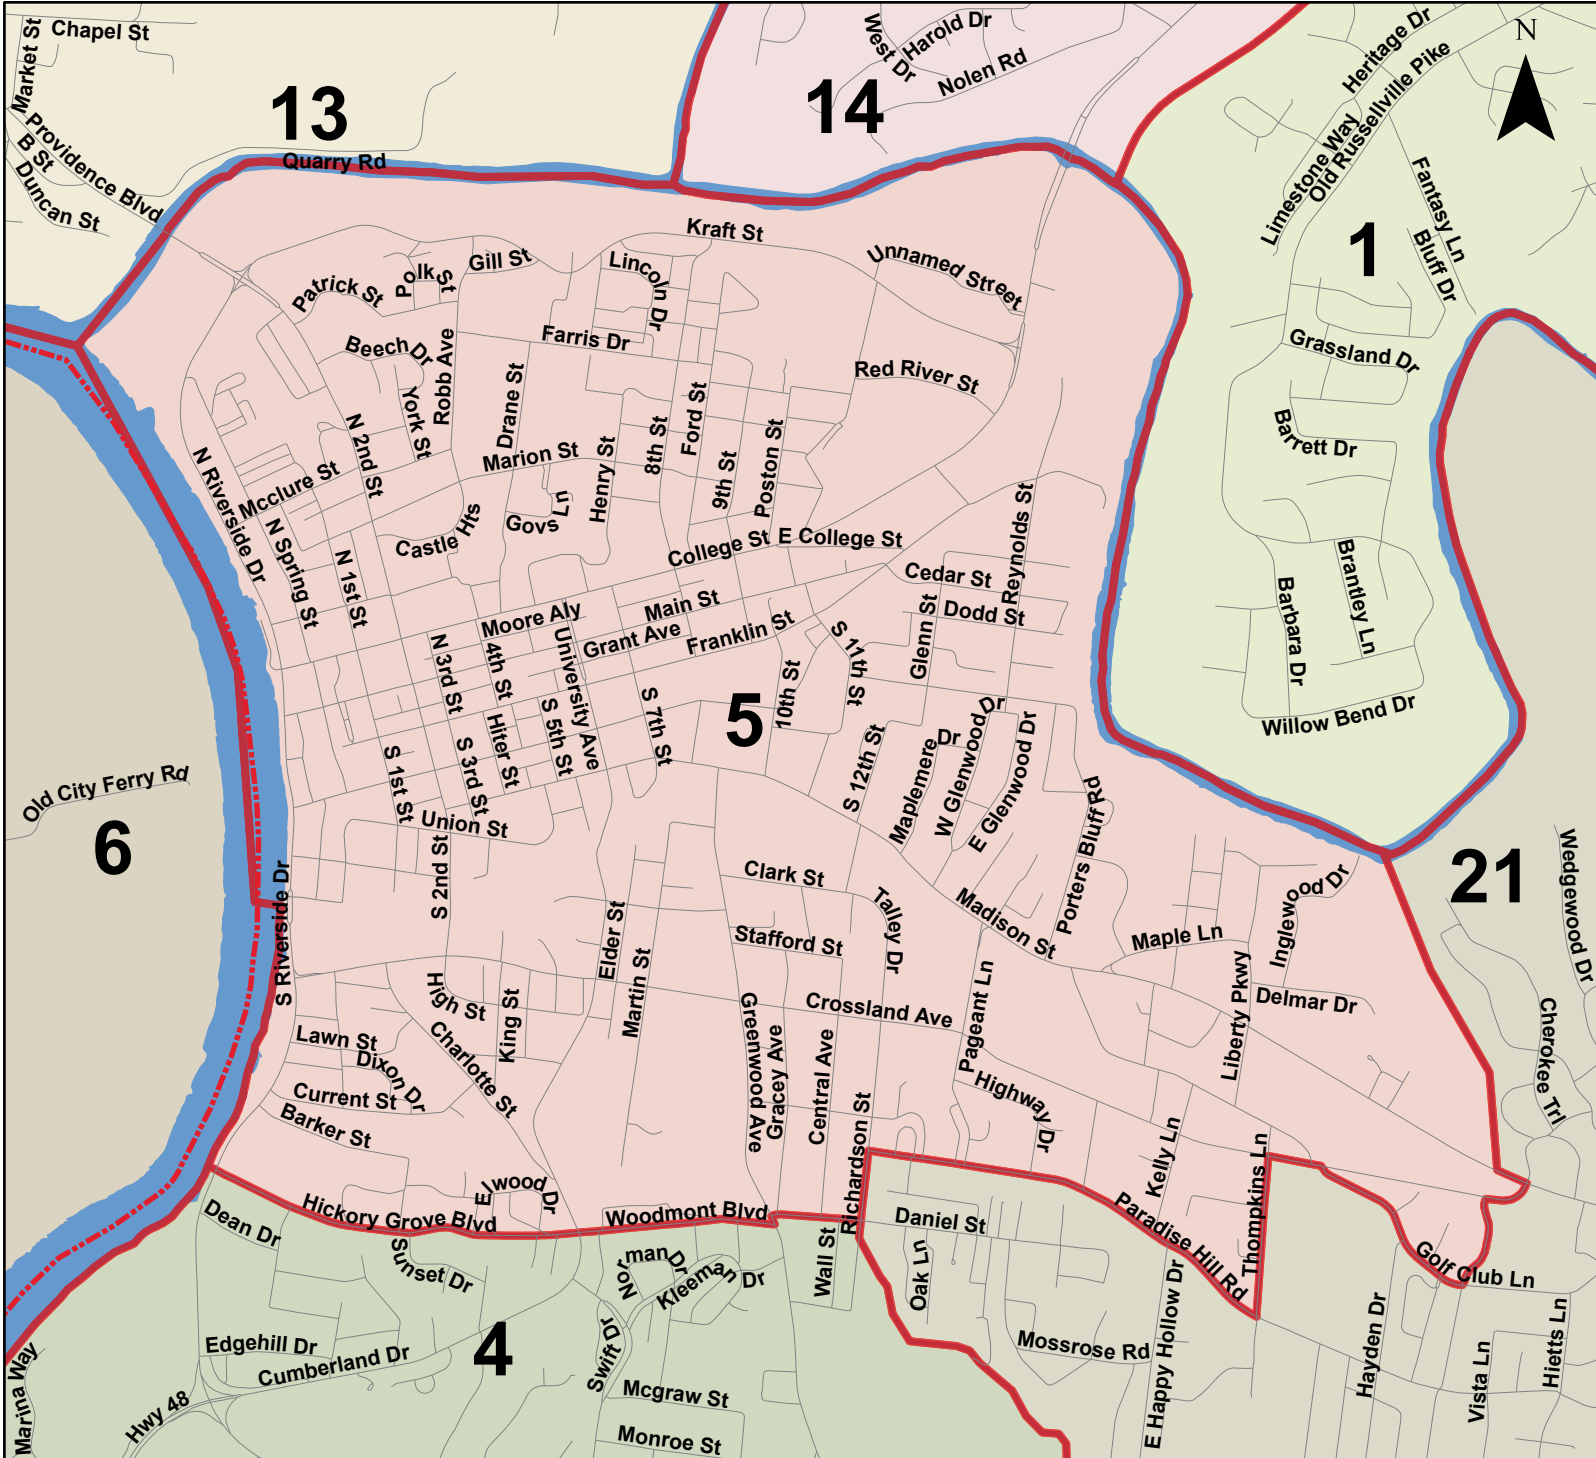 Chapel St
Market St
Providence Blvd
B St
Duncan St
13
Quarry Rd
14
West Dr
Harold Dr
Nolen Rd
Heritage Dr
Old Russellville Pike
Limestone Way
N
Fantasy Ln
Bluff Dr
1
Grassland Dr
Barrett Dr
Brantley Ln
Barbara Dr
Willow Bend Dr
Kraft St
Unnamed Street
Gill St
Polk St
Patrick St
Lincoln Dr
Farris Dr
Beech Dr
Robb Ave
York St
Drane St
Red River St
Ford St
8th St
9th St
Poston St
Henry St
Marion St
N 2nd St
N Riverside Dr
Mcclure St
N Spring St
N 1st St
Castle Hts
Govs Ln
College St
E College St
Reynolds St
Cedar St
Dodd St
Glenn St
Moore Aly
Main St
Grant Ave
Franklin St
University Ave
N 3rd St
4th St
S 11th St
10th St
5
S 7th St
S 5th St
Hiter St
S 3rd St
S 1st St
S 12th St
Maplemere Dr
W Glenwood Dr
E Glenwood Dr
Porters Bluff Rd
Old City Ferry Rd
6
Union St
S 2nd St
S Riverside Dr
Clark St
Talley Dr
Stafford St
Madison St
Elder St
Martin St
Maple Ln
Inglewood Dr
Liberty Pkwy
Delmar Dr
21
Wedgewood Dr
Cherokee Trl
High St
King St
Charlotte St
Lawn St
Dixon Dr
Current St
Barker St
Greenwood Ave
Gracey Ave
Central Ave
Crossland Ave
Pageant Ln
Highway Dr
Richardson St
Kelly Ln
Thompkins Ln
Paradise Hill Rd
Golf Club Ln
Elwood Dr
Hickory Grove Blvd
Woodmont Blvd
Dean Dr
Sunset Dr
Norman Dr
Kleeman Dr
Wall St
Daniel St
Oak Ln
Mossrose Rd
E Happy Hollow Dr
Hayden Dr
Vista Ln
Hietts Ln
Edgehill Dr
Cumberland Dr
4
Swift Dr
Mcgraw St
Monroe St
Hwy 48
Marina Way